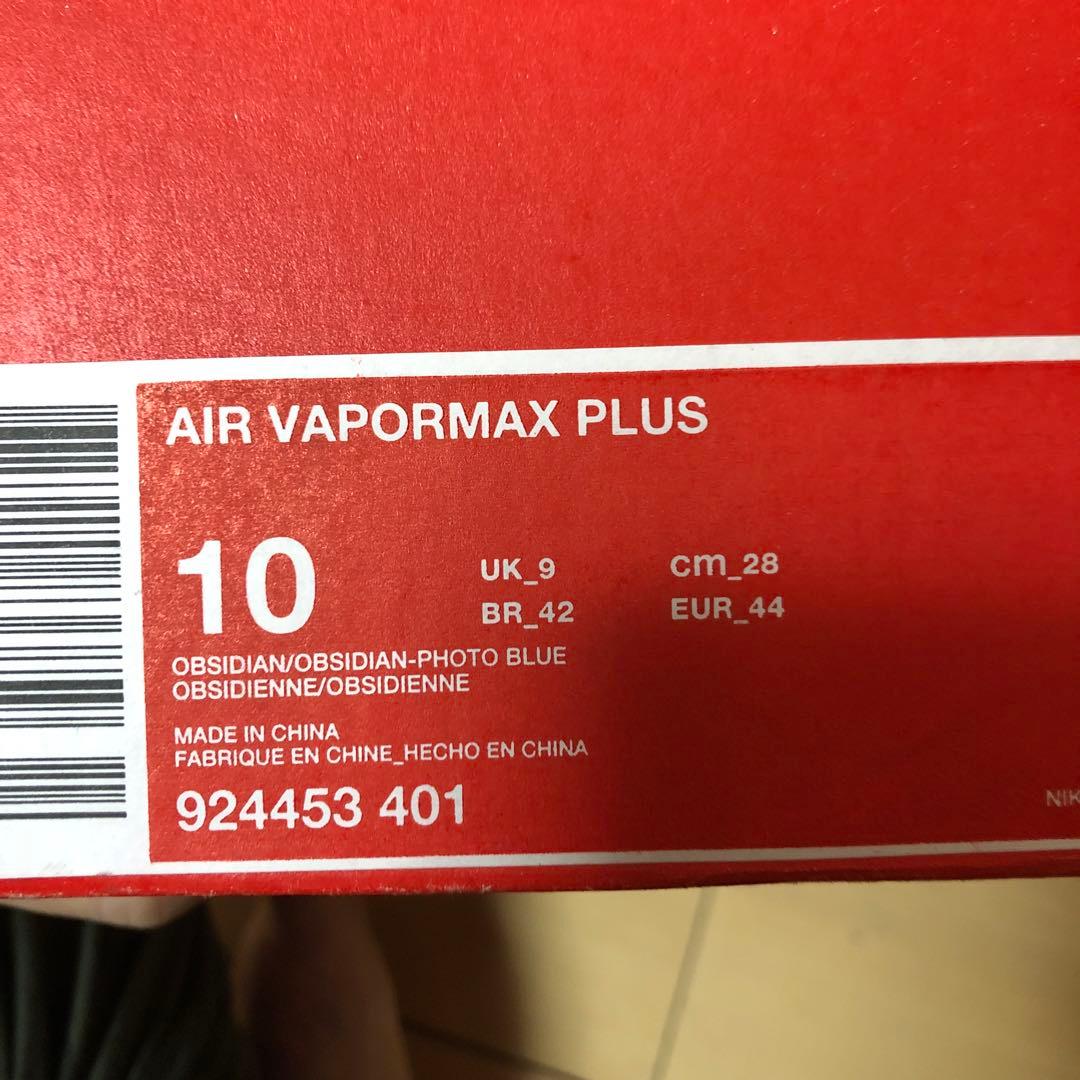 AIR VAPORMAX PLUS
10
UK_9 cm_28
BR_42 EUR_44
OBSIDIAN/OBSIDIAN-PHOTO BLUE
OBSIDIENNE/OBSIDIENNE
MADE IN CHINA
FABRIQUE EN CHINE_HECHO EN CHINA
924453 401